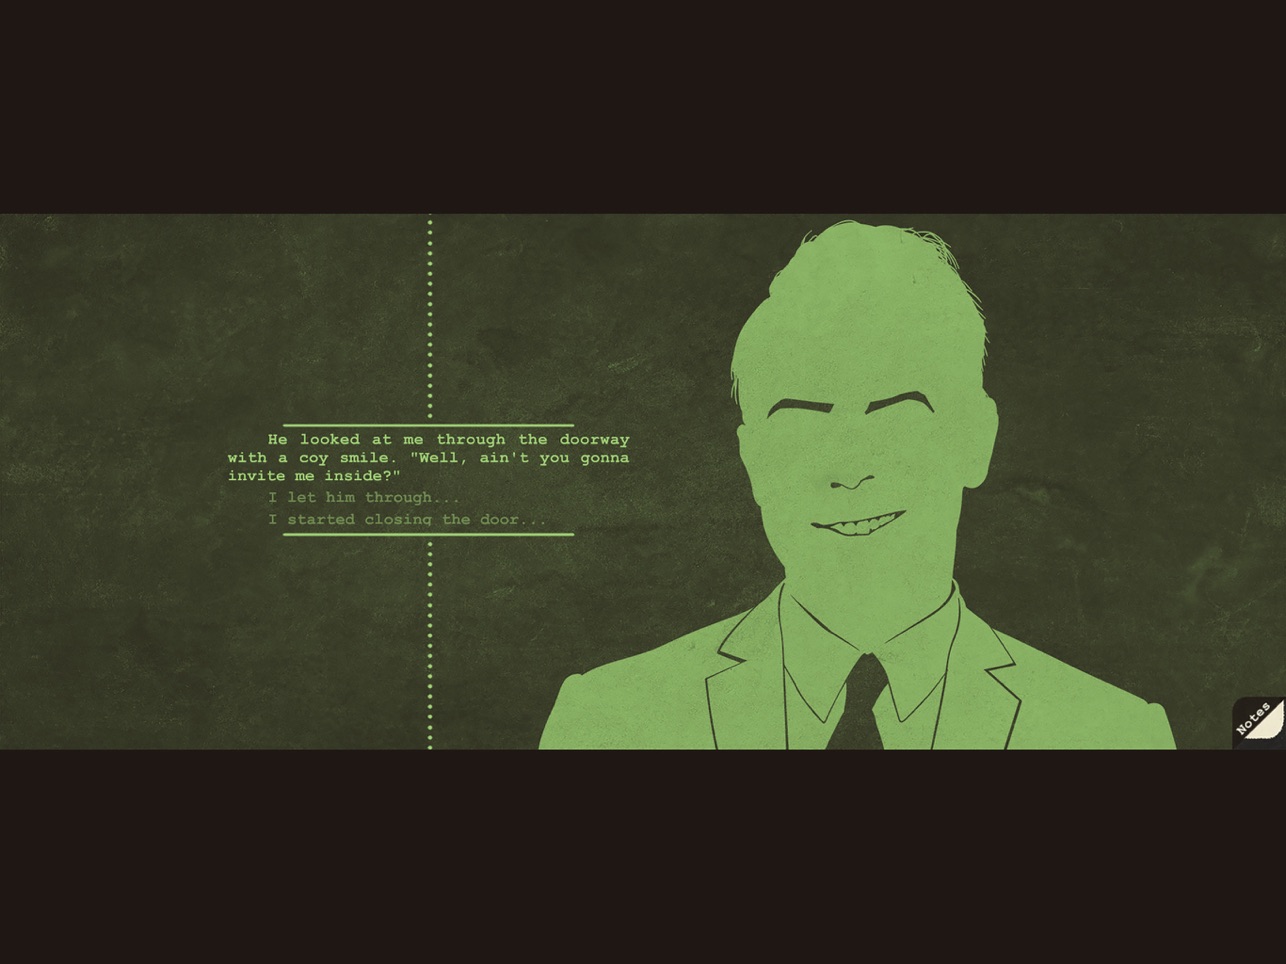 He looked at me through the doorway
with a coy smile. "Well, ain't you gonna
invite me inside?"
I let him through...
I started closing the door...
Notes